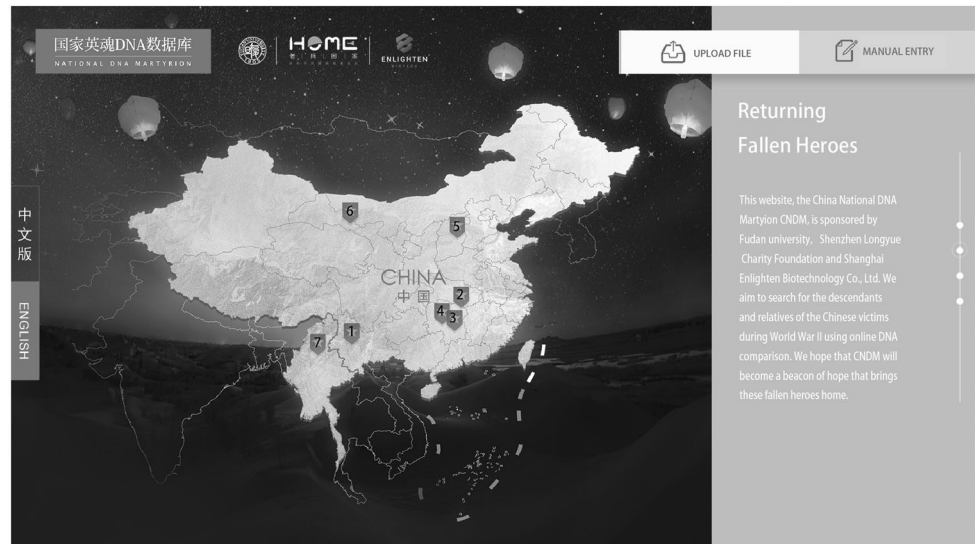 国家英魂DNA数据库
NATIONAL DNA MARTYRION
HOME
老兵回家
ENLIGHTEN
BIOTECH
UPLOAD FILE
MANUAL ENTRY
中文版
ENGLISH
6
5
CHINA
中国
2
4
3
1
7
Returning
Fallen Heroes
This website, the China National DNA
Martyion CNDM, is sponsored by
Fudan university, Shenzhen Longyue
Charity Foundation and Shanghai
Enlighten Biotechnology Co., Ltd. We
aim to search for the descendants
and relatives of the Chinese victims
during World War II using online DNA
comparison. We hope that CNDM will
become a beacon of hope that brings
these fallen heroes home.